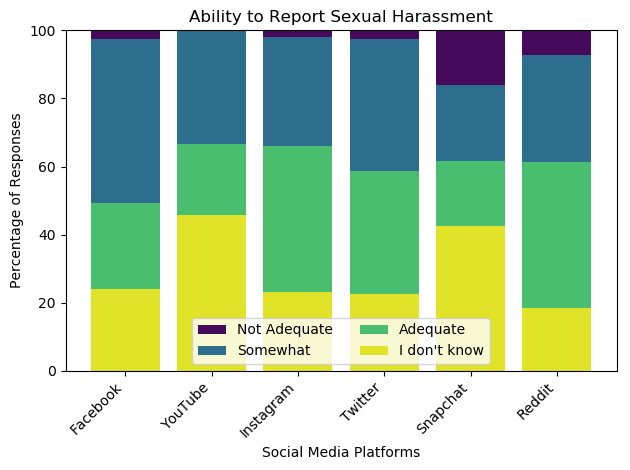 Ability to Report Sexual Harassment
Percentage of Responses
100
80
60
40
20
0
Not Adequate
Somewhat
Adequate
I don't know
Facebook
YouTube
Instagram
Twitter
Snapchat
Reddit
Social Media Platforms